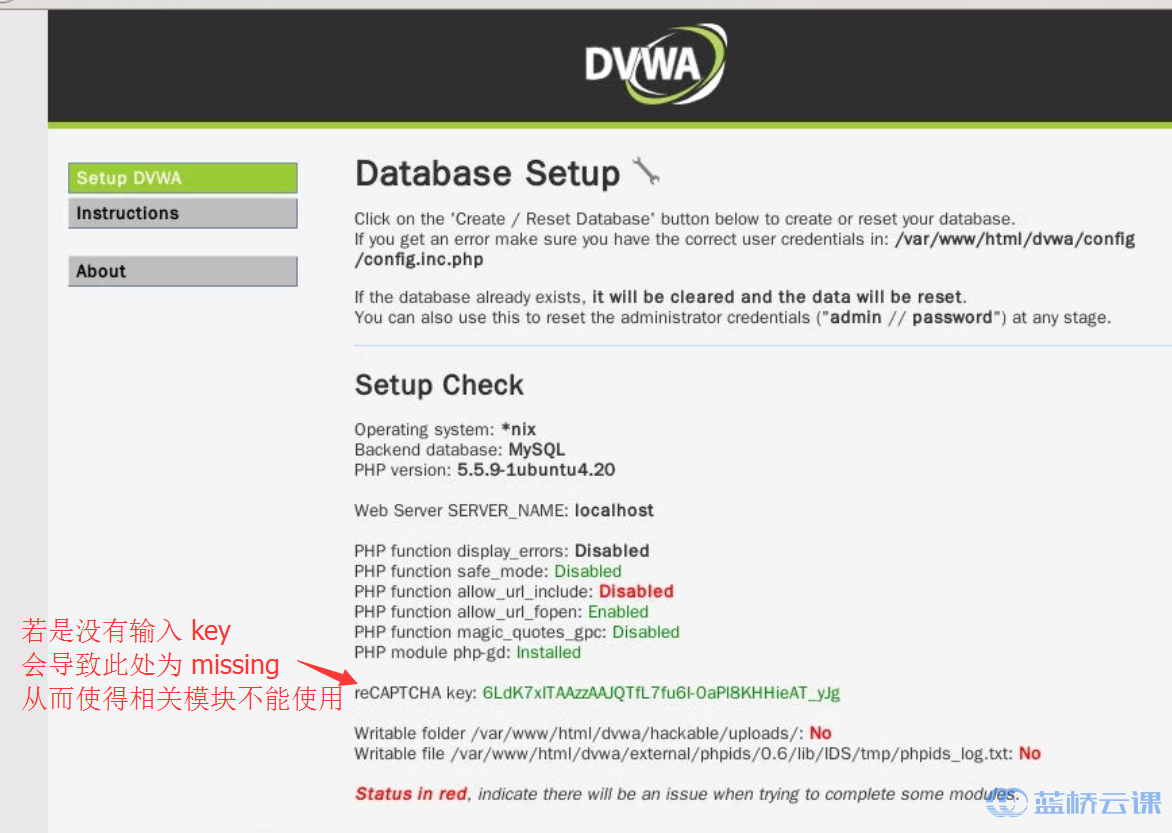 DVWA
Setup DVWA
Instructions
About
Database Setup
Click on the 'Create / Reset Database' button below to create or reset your database.
If you get an error make sure you have the correct user credentials in: /var/www/html/dvwa/config
/config.inc.php
If the database already exists, it will be cleared and the data will be reset.
You can also use this to reset the administrator credentials ("admin // password") at any stage.
Setup Check
Operating system: *nix
Backend database: MySQL
PHP version: 5.5.9-1ubuntu4.20
Web Server SERVER_NAME: localhost
PHP function display_errors: Disabled
PHP function safe_mode: Disabled
PHP function allow_url_include: Disabled
PHP function allow_url_fopen: Enabled
PHP function magic_quotes_gpc: Disabled
PHP module php-gd: Installed
若是没有输入 key
会导致此处为 missing
从而使得相关模块不能使用
reCAPTCHA key: 6LdK7xITAAzzAAJQTfL7fu6I-0aPl8KHHieAT_yJg
Writable folder /var/www/html/dvwa/hackable/uploads/: No
Writable file /var/www/html/dvwa/external/phpids/0.6/lib/IDS/tmp/phpids_log.txt: No
Status in red, indicate there will be an issue when trying to complete some modules.
蓝桥云课